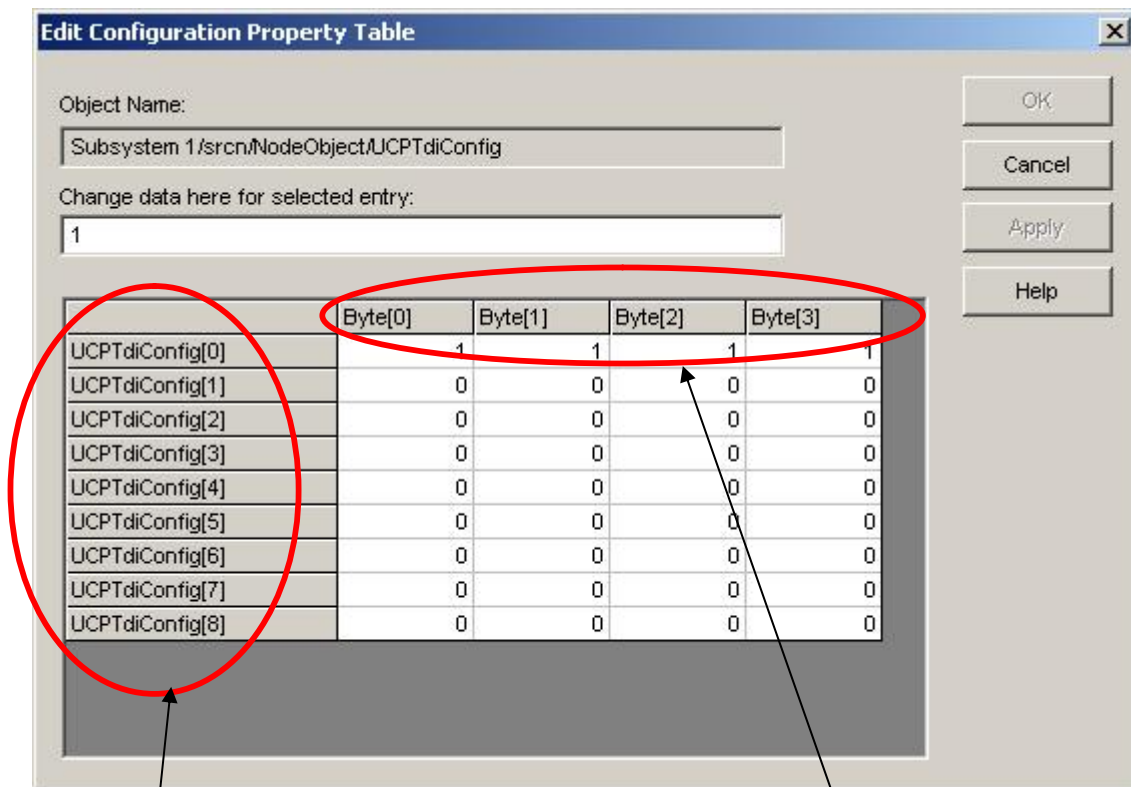 Edit Configuration Property Table
Object Name:
OK
Subsystem 1/srcn/NodeObject/UCPTdiConfig
Cancel
Change data here for selected entry:
1
Apply
Help
Byte[0] Byte[1] Byte[2] Byte[3]
UCPTdiConfig[0] 1 1 1 1
UCPTdiConfig[1] 0 0 0 0
UCPTdiConfig[2] 0 0 0 0
UCPTdiConfig[3] 0 0 0 0
UCPTdiConfig[4] 0 0 0 0
UCPTdiConfig[5] 0 0 0 0
UCPTdiConfig[6] 0 0 0 0
UCPTdiConfig[7] 0 0 0 0
UCPTdiConfig[8] 0 0 0 0